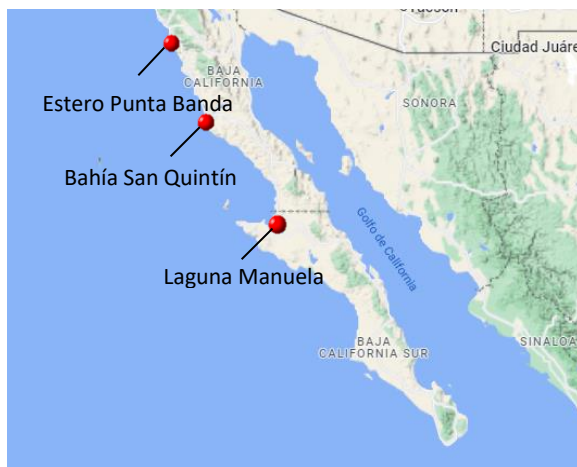 Tucson
Ciudad Juáre
BAJA
CALIFORNIA
SONORA
Estero Punta Banda
Bahía San Quintín
Golfo de California
Laguna Manuela
BAJA
CALIFORNIA SUR
SINALOA